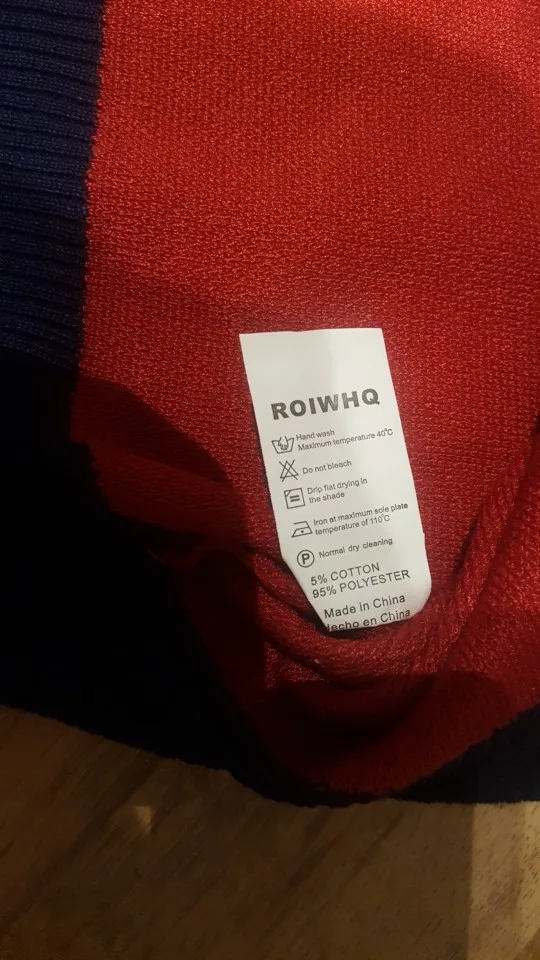 ROIWHQ
Hand wash
Maximum temperature 40°C
Do not bleach
Drip flat drying in
the shade
Iron at maximum sole plate
temperature of 110°C
P Normal dry cleaning
5% COTTON
95% POLYESTER
Made in China
Hecho en China